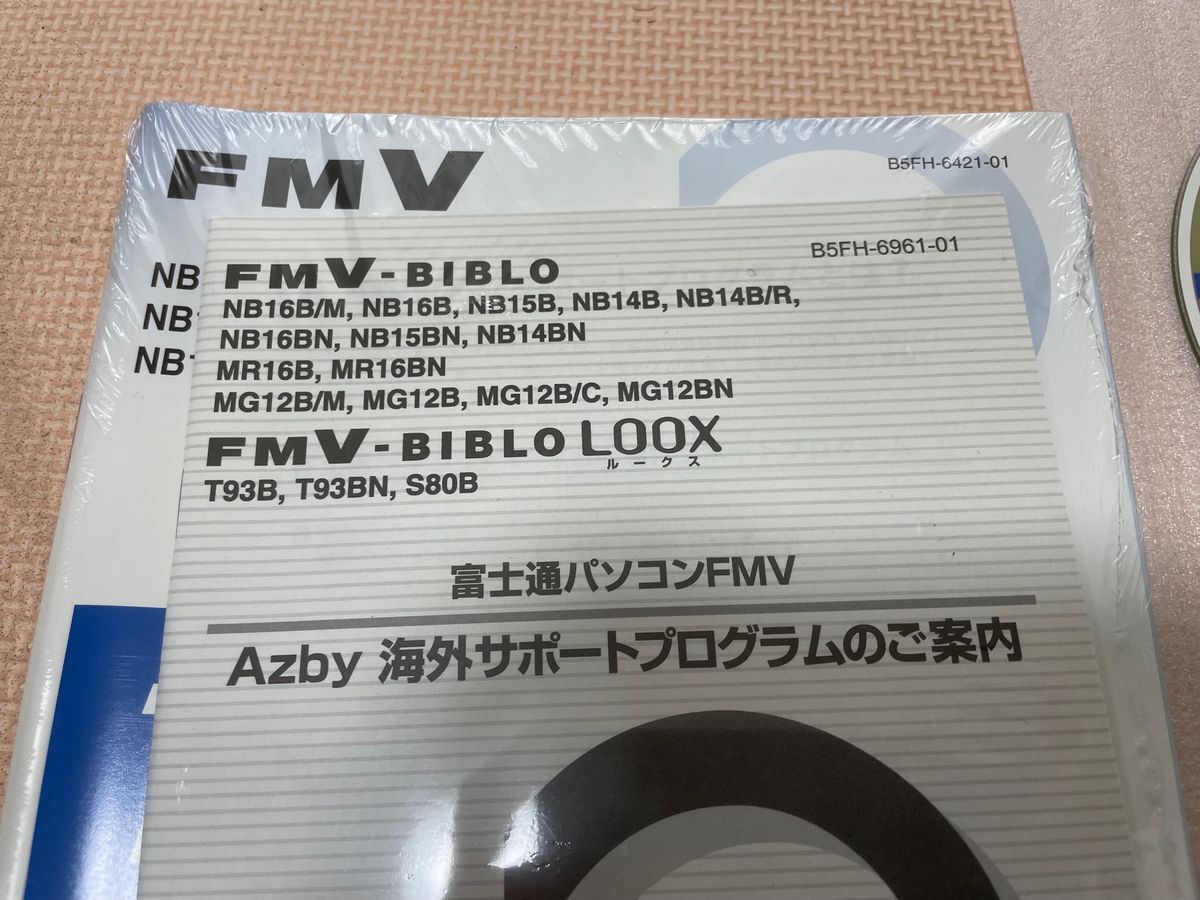 FMV
B5FH-6421-01
NB
NB1
NB1
B5FH-6961-01
FMV-BIBLO
NB16B/M, NB16B, NB15B, NB14B, NB14B/R,
NB16BN, NB15BN, NB14BN
MR16B, MR16BN
MG12B/M, MG12B, MG12B/C, MG12BN
FMV-BIBLO LOOX
ルークス
T93B, T93BN, S80B
富士通パソコンFMV
Azby 海外サポートプログラムのご案内